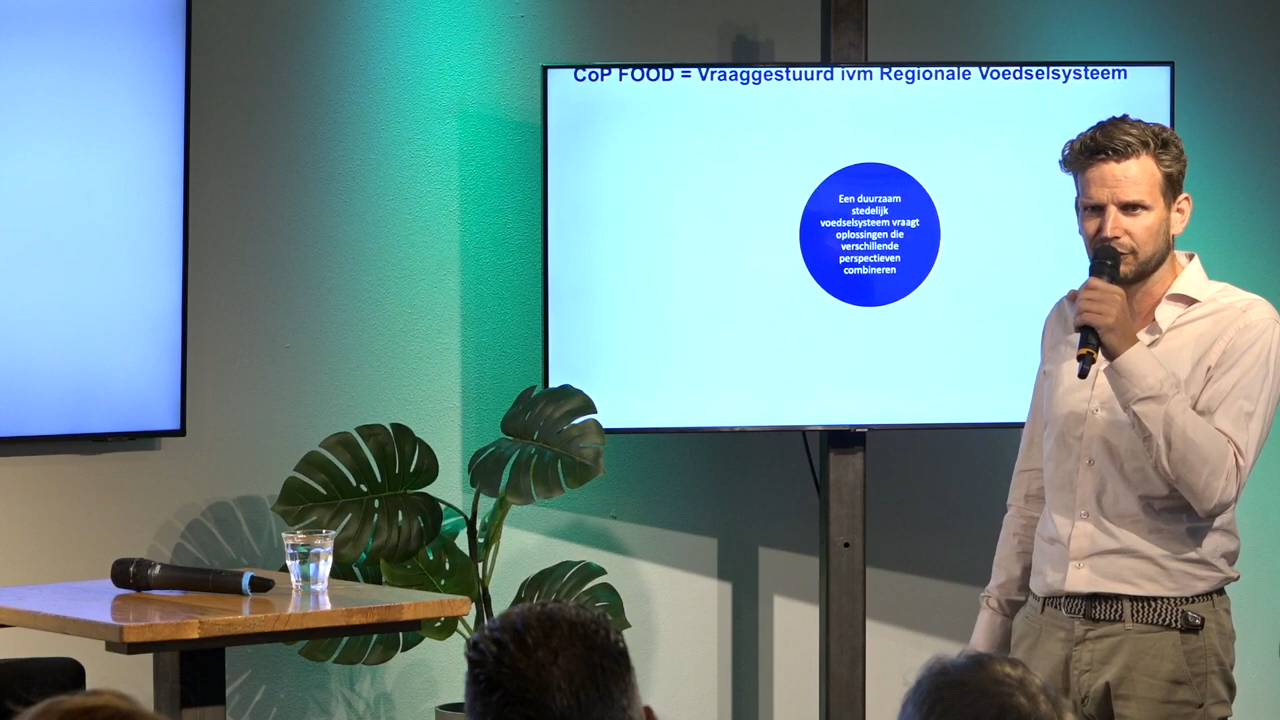 CoP FOOD = Vraaggestuurd ivm Regionale Voedselsysteem
Een duurzaam
stedelijk
voedselsysteem vraagt
oplossingen die
verschillende
perspectieven
combineren